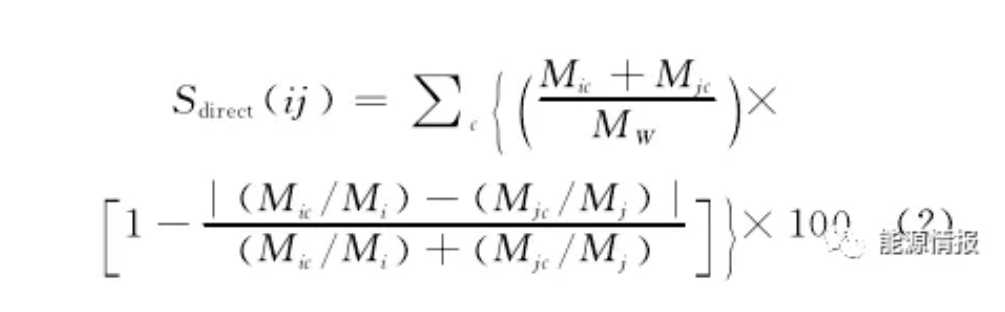 S_direct(ij) = ∑_c { ( (M_ic + M_jc) / M_W ) ×
[ 1 − | (M_ic/M_i) − (M_jc/M_j) | / ( (M_ic/M_i) + (M_jc/M_j) ) ] } × 100 (2)
能源情报